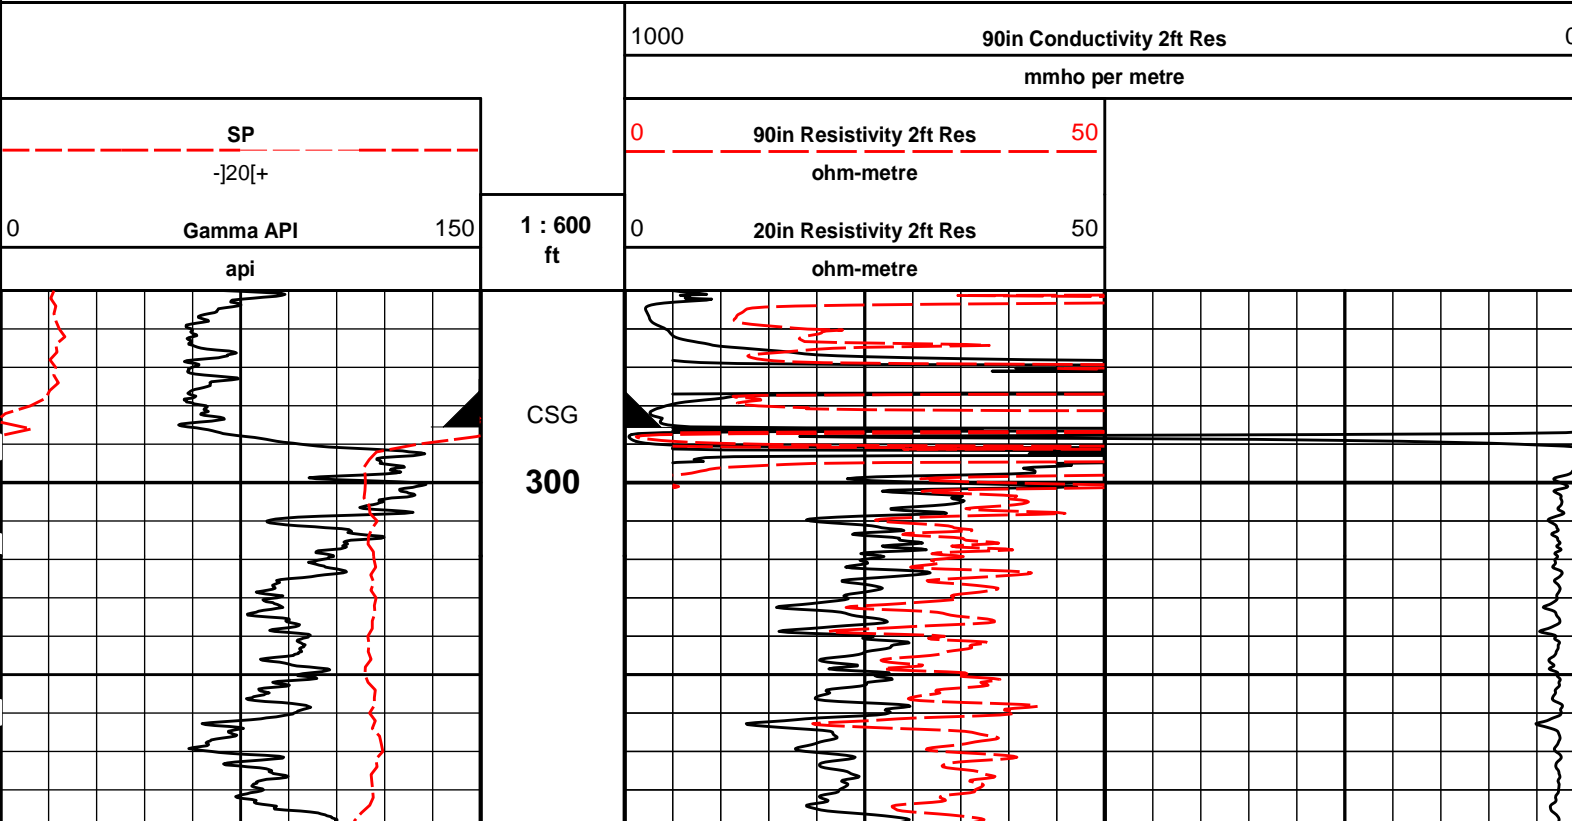 1000 90in Conductivity 2ft Res 0
mmho per metre
SP
-]20[+
0 90in Resistivity 2ft Res 50
ohm-metre
0 Gamma API 150
api
1 : 600
ft
0 20in Resistivity 2ft Res 50
ohm-metre
CSG
300